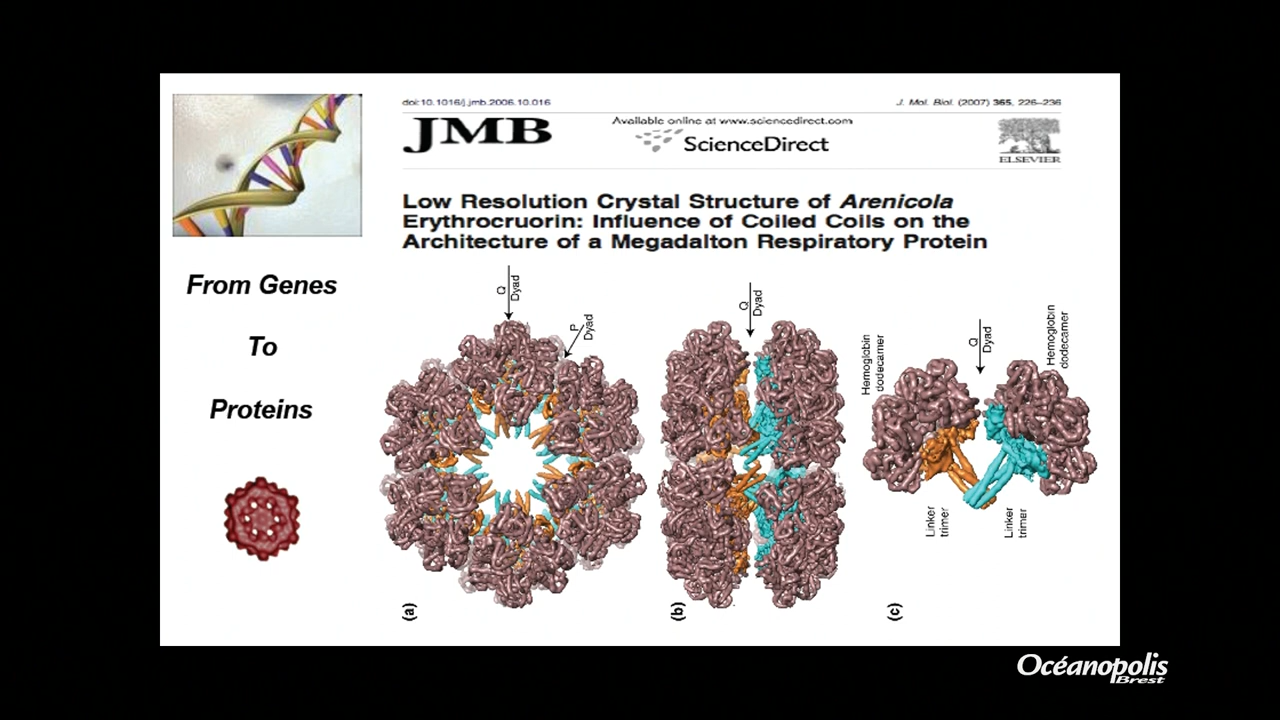 doi:10.1016/j.jmb.2006.10.016
J. Mol. Biol. (2007) 365, 226–236
JMB
Available online at www.sciencedirect.com
ScienceDirect
ELSEVIER
Low Resolution Crystal Structure of Arenicola
Erythrocruorin: Influence of Coiled Coils on the
Architecture of a Megadalton Respiratory Protein
From Genes
To
Proteins
Q
Dyad
P
Dyad
(a)
Q
Dyad
(b)
Hemoglobin
dodecamer
Q
Dyad
Hemoglobin
dodecamer
Linker
trimer
Linker
trimer
(c)
Océanopolis
Brest